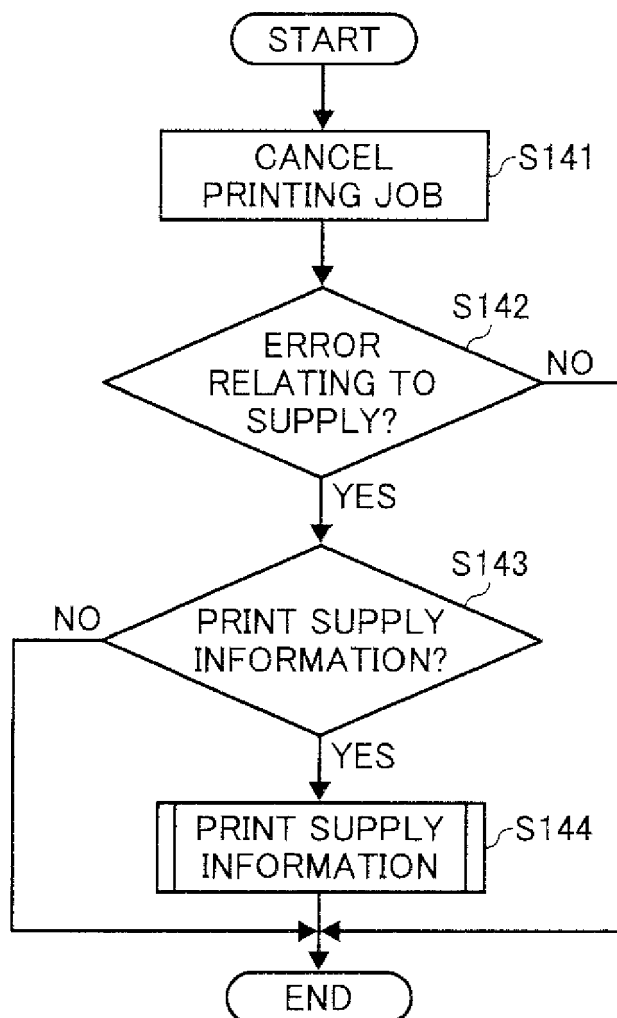 START
CANCEL
PRINTING JOB
S141
S142
ERROR
RELATING TO
SUPPLY?
NO
YES
S143
NO
PRINT SUPPLY
INFORMATION?
YES
PRINT SUPPLY
INFORMATION
S144
END